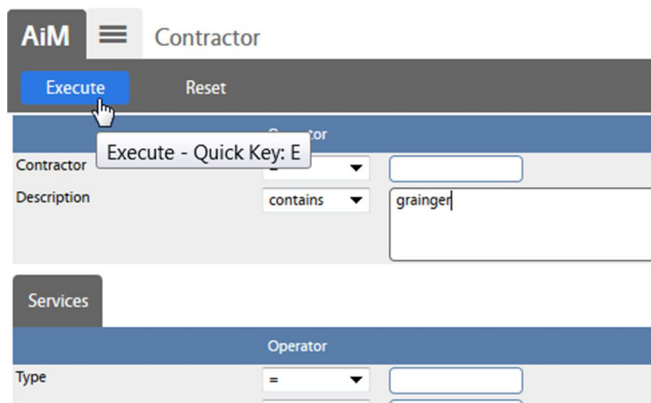 AiM Contractor
Execute Reset
Execute - Quick Key: E
Contractor
Description contains grainger
Services
Operator
Type =